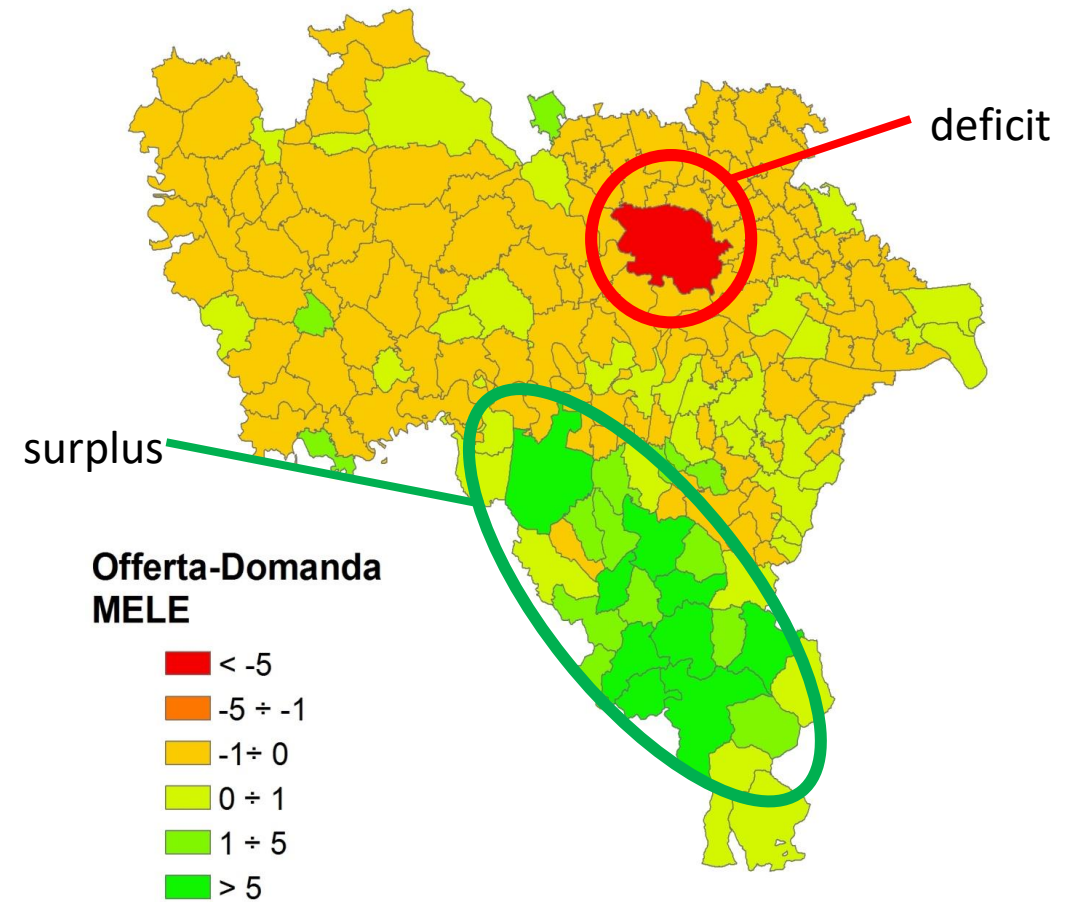 deficit
surplus
Offerta-Domanda
MELE
< -5
-5 ÷ -1
-1÷ 0
0 ÷ 1
1 ÷ 5
> 5